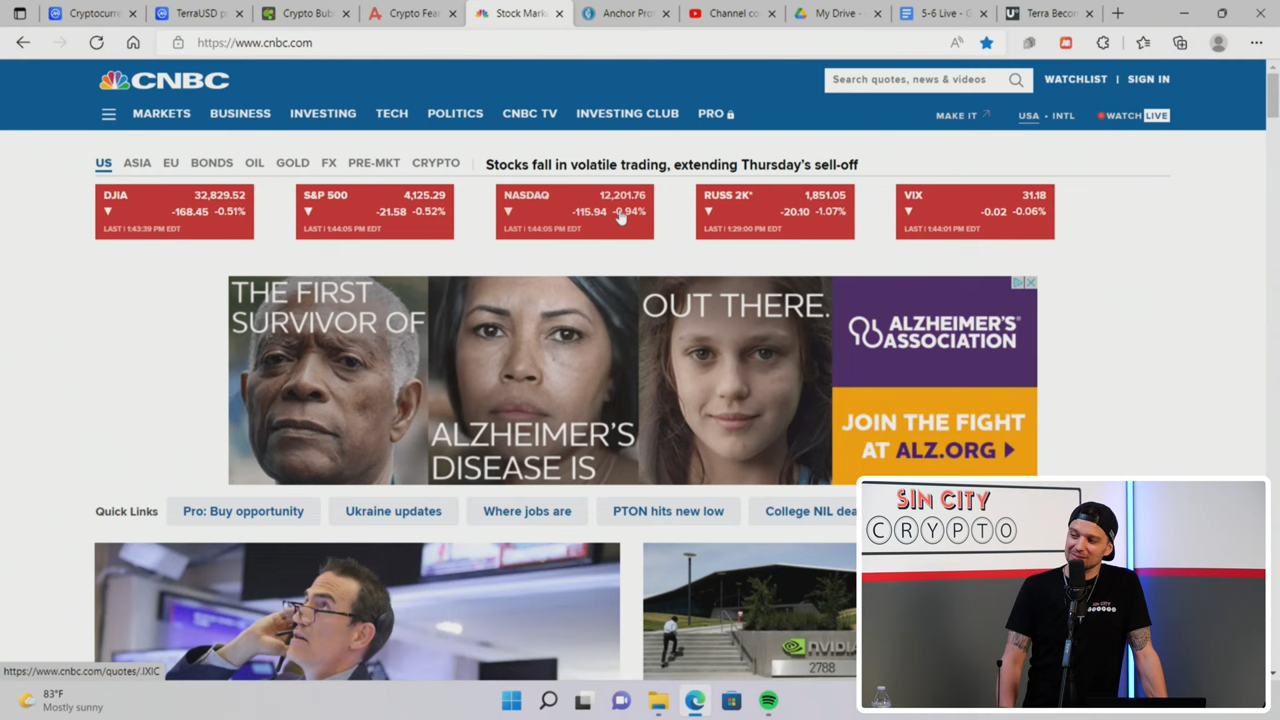 Cryptocurre
TerraUSD p
Crypto Bub
Crypto Fea
Stock Mark
Anchor Pro
Channel co
My Drive -
5-6 Live - G
Terra Becom
https://www.cnbc.com
CNBC
Search quotes, news & videos
WATCHLIST | SIGN IN
MARKETS BUSINESS INVESTING TECH POLITICS CNBC TV INVESTING CLUB PRO
MAKE IT USA • INTL WATCH LIVE
US ASIA EU BONDS OIL GOLD FX PRE-MKT CRYPTO
Stocks fall in volatile trading, extending Thursday's sell-off
DJIA 32,829.52
-168.45 -0.51%
LAST | 1:43:39 PM EDT
S&P 500 4,125.29
-21.58 -0.52%
LAST | 1:44:05 PM EDT
NASDAQ 12,201.76
-115.94 -0.94%
LAST | 1:44:05 PM EDT
RUSS 2K* 1,851.05
-20.10 -1.07%
LAST | 1:29:00 PM EDT
VIX 31.18
-0.02 -0.06%
LAST | 1:44:01 PM EDT
THE FIRST
SURVIVOR OF
ALZHEIMER'S
DISEASE IS
OUT THERE.
ALZHEIMER'S
ASSOCIATION
JOIN THE FIGHT
AT ALZ.ORG
Quick Links
Pro: Buy opportunity
Ukraine updates
Where jobs are
PTON hits new low
College NIL dea
NVIDIA
2788
SIN CITY
CRYPTO
SIN CITY
CRYPTO
https://www.cnbc.com/quotes/.IXIC
83°F
Mostly sunny